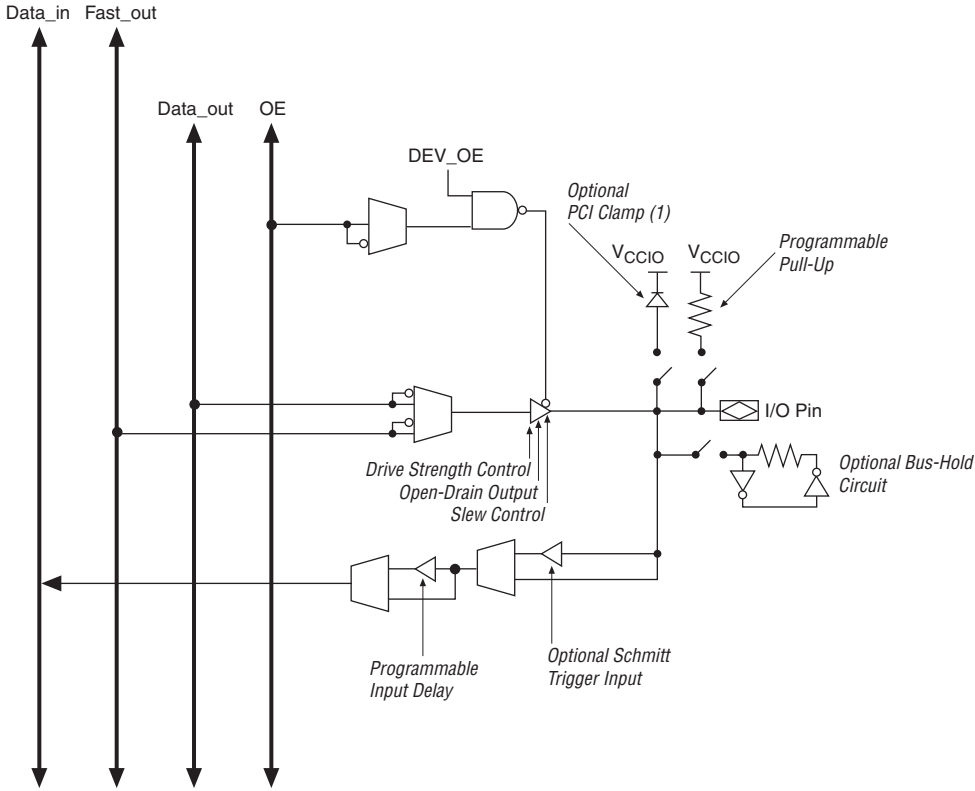 Data_in Fast_out
Data_out OE
DEV_OE
Optional
PCI Clamp (1)
VCCIO VCCIO
Programmable
Pull-Up
I/O Pin
Drive Strength Control
Open-Drain Output
Slew Control
Optional Bus-Hold
Circuit
Programmable
Input Delay
Optional Schmitt
Trigger Input